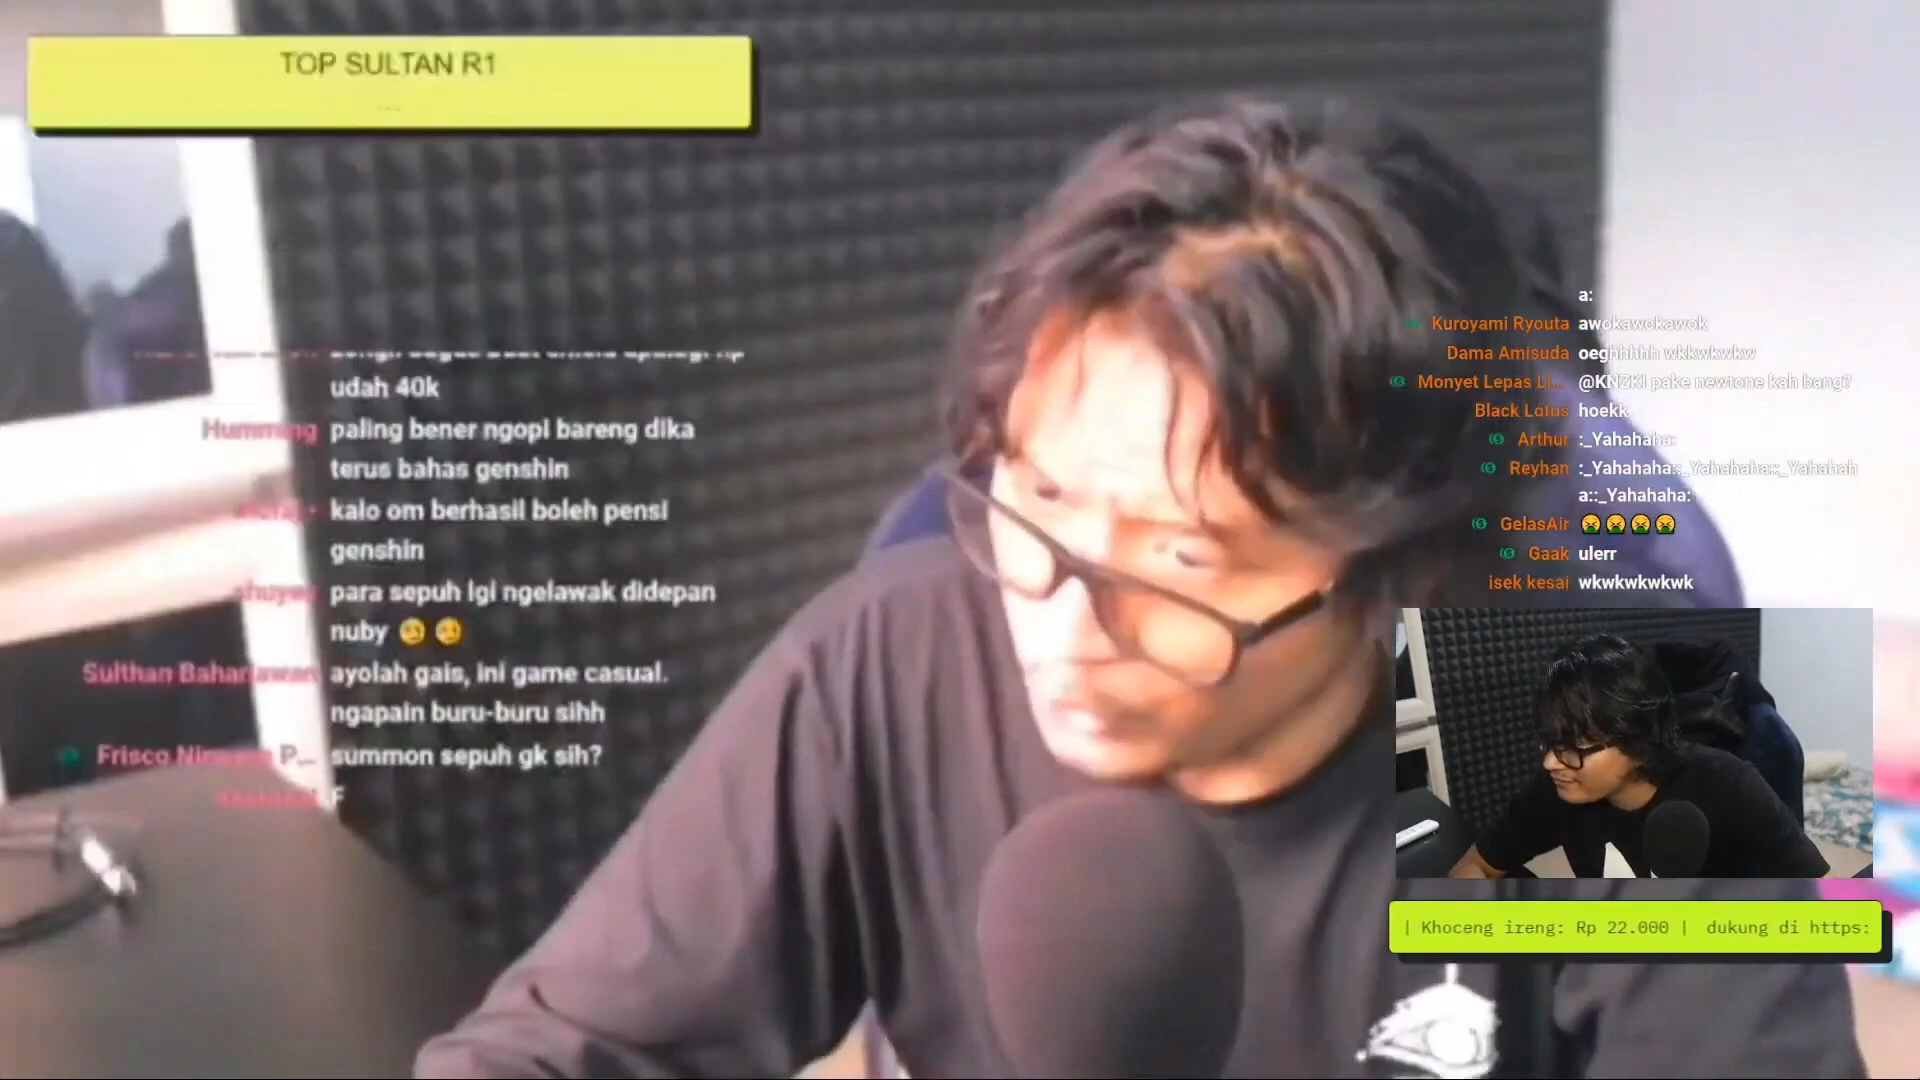 TOP SULTAN R1
...
udah 40k
Humming paling bener ngopi bareng dika
terus bahas genshin
kalo om berhasil boleh pensi
genshin
para sepuh lgi ngelawak didepan
nuby
Sulthan Bahariawan ayolah gais, ini game casual.
ngapain buru-buru sihh
Frisco P... summon sepuh gk sih?
F
a:
Kuroyami Ryouta awokawokawok
Dama Amisuda oeghhhhh wkkwkwkw
Monyet Lepas Li... @KNZKI pake newtone kah bang?
Black Lotus hoekk
Arthur :_Yahahaha:
Reyhan :_Yahahaha::_Yahahaha::_Yahahah
a::_Yahahaha:
GelasAir
Gaak ulerr
isek kesai wkwkwkwkwk
| Khoceng ireng: Rp 22.000 | dukung di https: